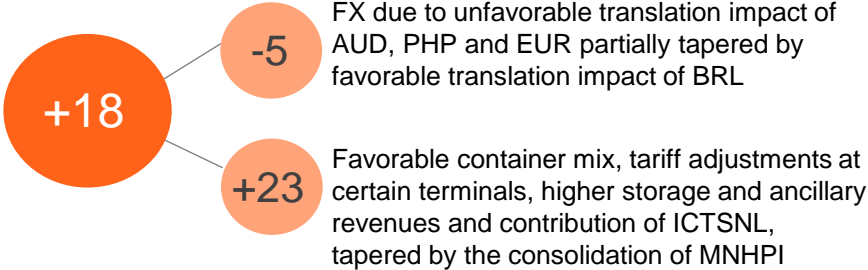 +18
-5
FX due to unfavorable translation impact of
AUD, PHP and EUR partially tapered by
favorable translation impact of BRL
+23
Favorable container mix, tariff adjustments at
certain terminals, higher storage and ancillary
revenues and contribution of ICTSNL,
tapered by the consolidation of MNHPI